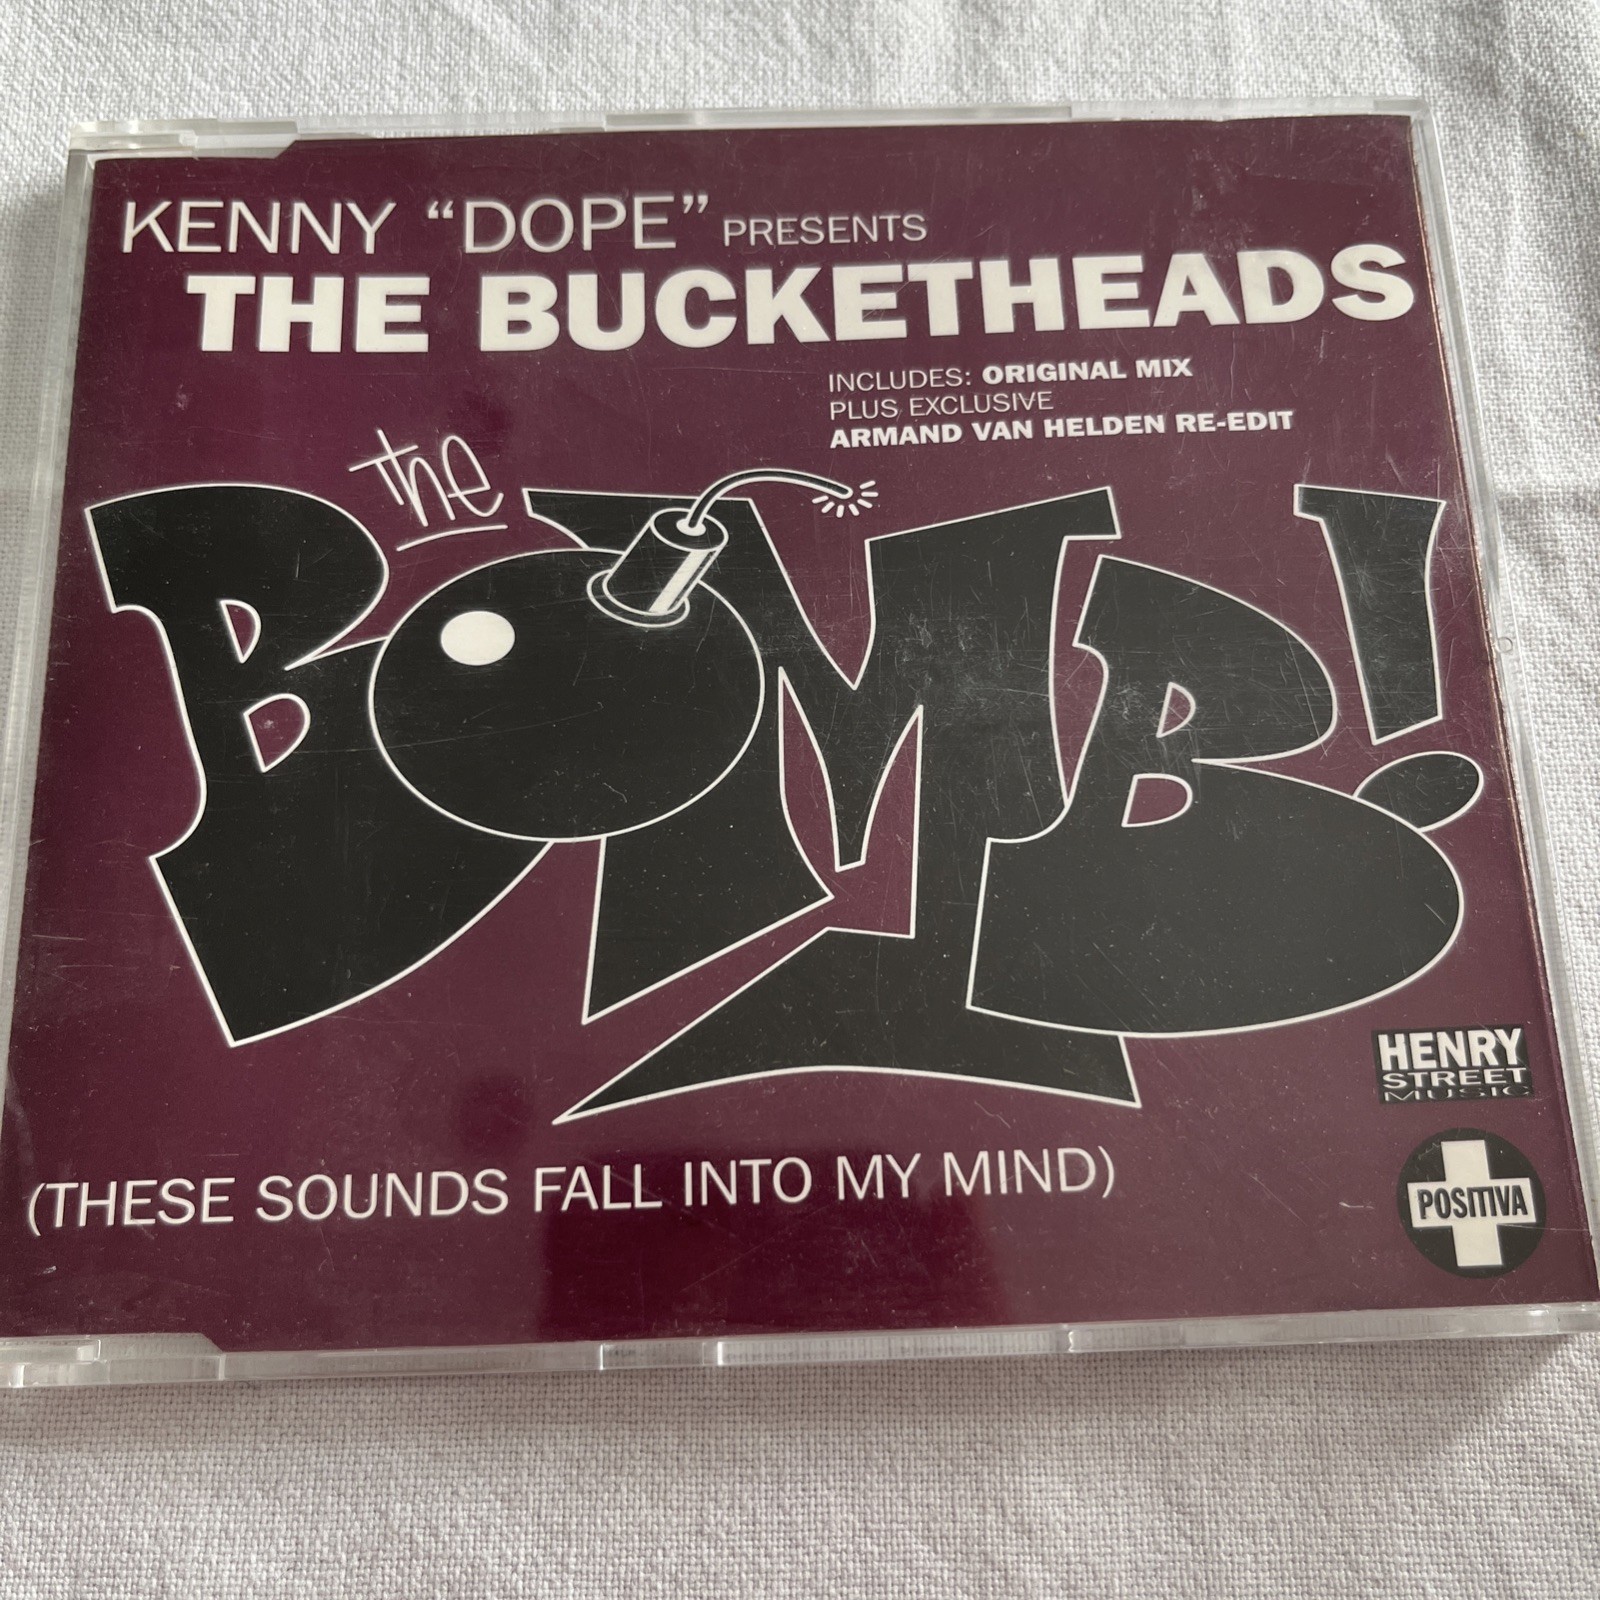 KENNY “DOPE” PRESENTS
THE BUCKETHEADS
INCLUDES: ORIGINAL MIX
PLUS EXCLUSIVE
ARMAND VAN HELDEN RE-EDIT
the
BOMB!
(THESE SOUNDS FALL INTO MY MIND)
HENRY
STREET
MUSIC
POSITIVA